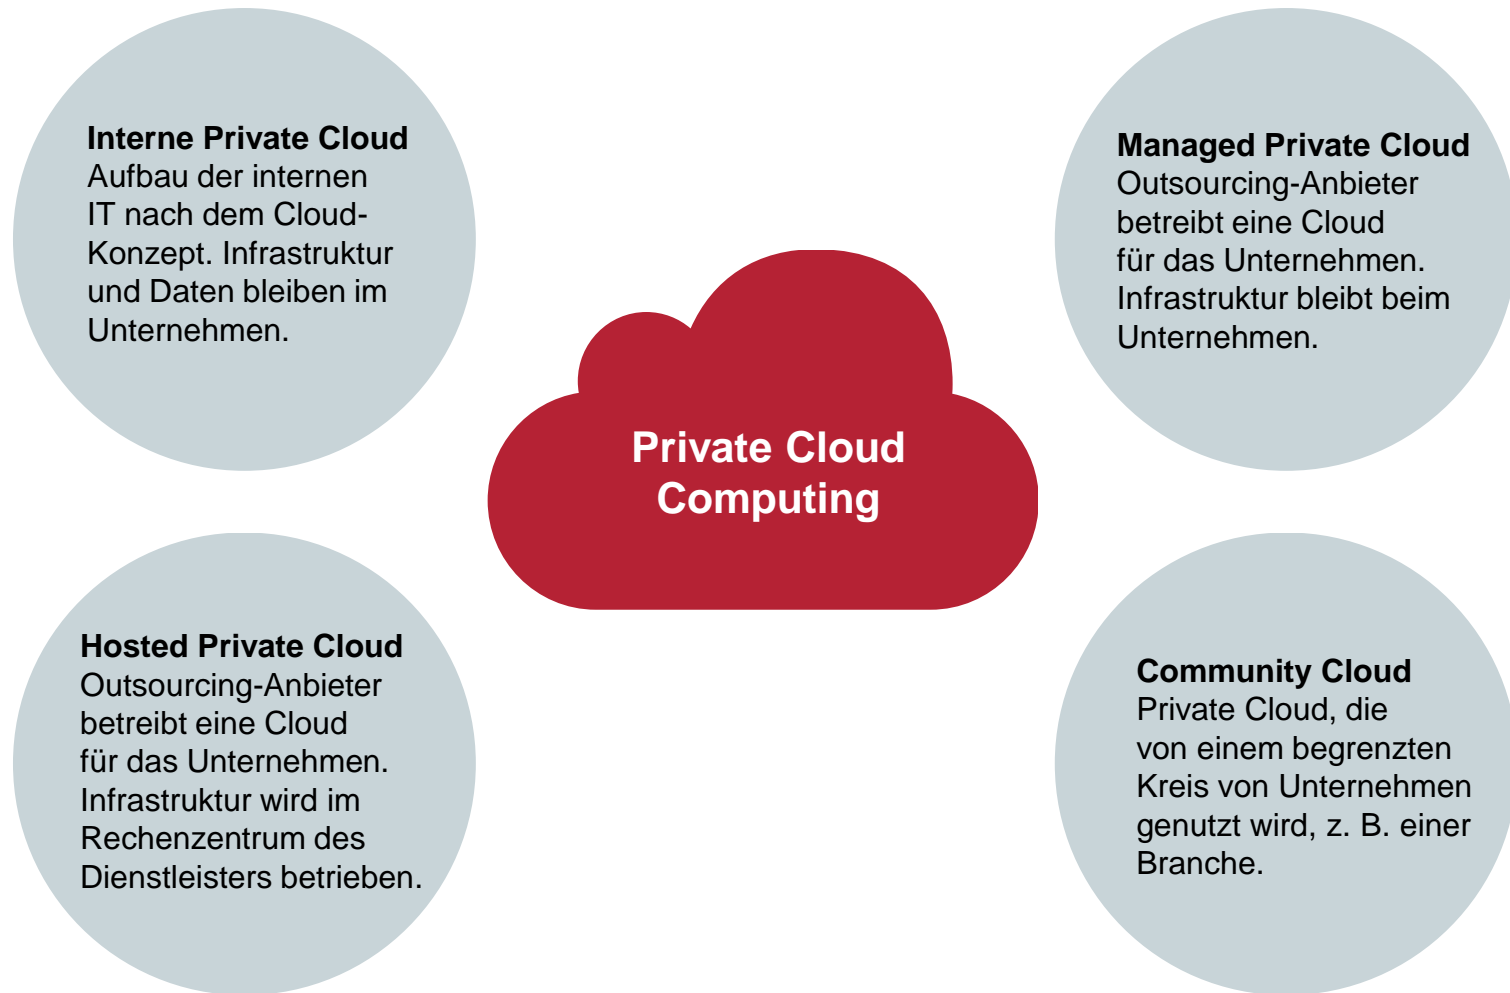 Interne Private Cloud
Aufbau der internen
IT nach dem Cloud-
Konzept. Infrastruktur
und Daten bleiben im
Unternehmen.
Managed Private Cloud
Outsourcing-Anbieter
betreibt eine Cloud
für das Unternehmen.
Infrastruktur bleibt beim
Unternehmen.
Private Cloud
Computing
Hosted Private Cloud
Outsourcing-Anbieter
betreibt eine Cloud
für das Unternehmen.
Infrastruktur wird im
Rechenzentrum des
Dienstleisters betrieben.
Community Cloud
Private Cloud, die
von einem begrenzten
Kreis von Unternehmen
genutzt wird, z. B. einer
Branche.